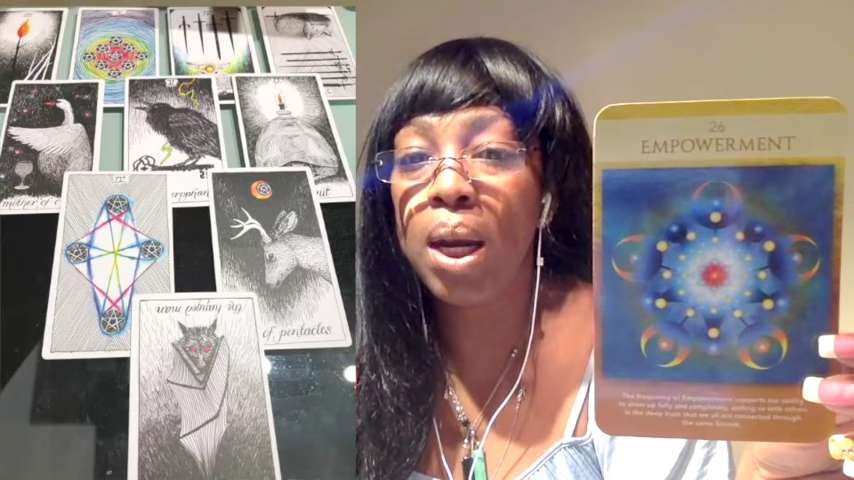 mother of
the hanged man
of pentacles
26
EMPOWERMENT
The frequency of Empowerment supports our ability
to show up fully and completely, uniting us with others
in the deep truth that we all are connected through
the same Source.